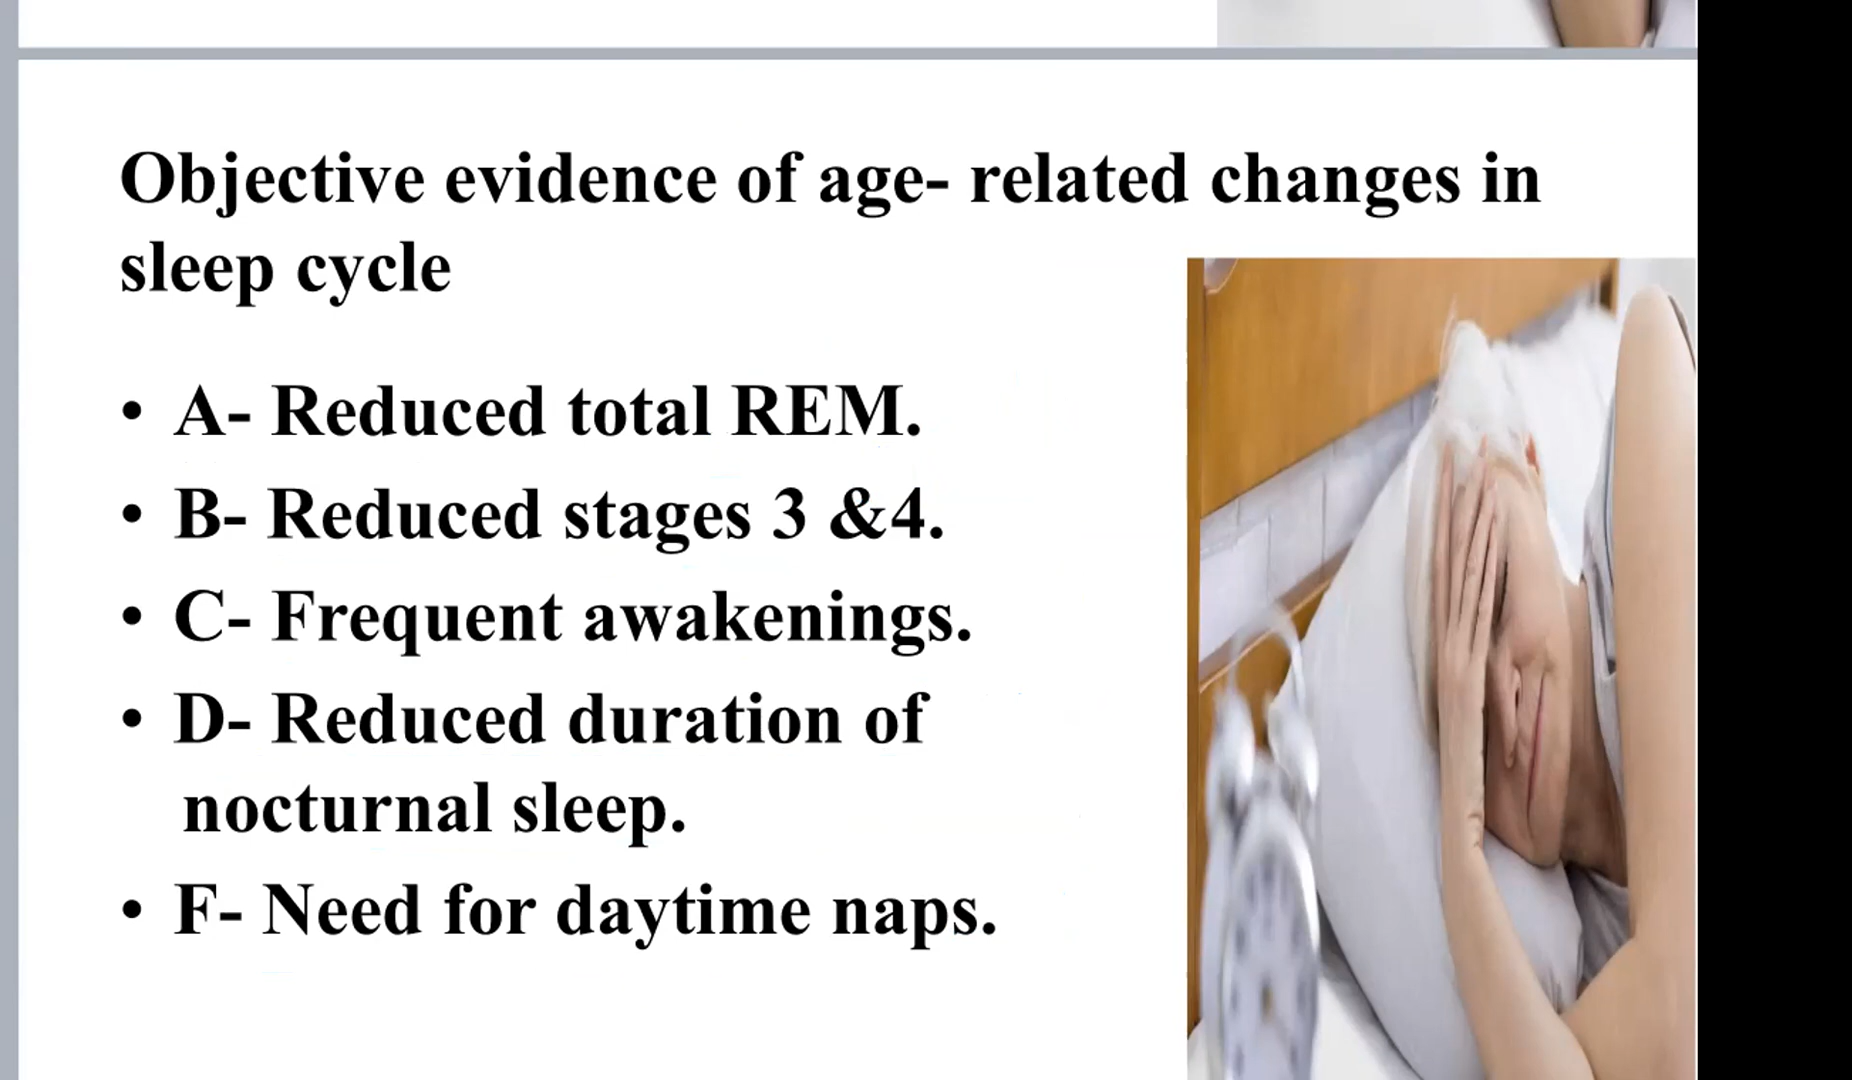 Objective evidence of age- related changes in
sleep cycle
• A- Reduced total REM.
• B- Reduced stages 3 &4.
• C- Frequent awakenings.
• D- Reduced duration of
nocturnal sleep.
• F- Need for daytime naps.